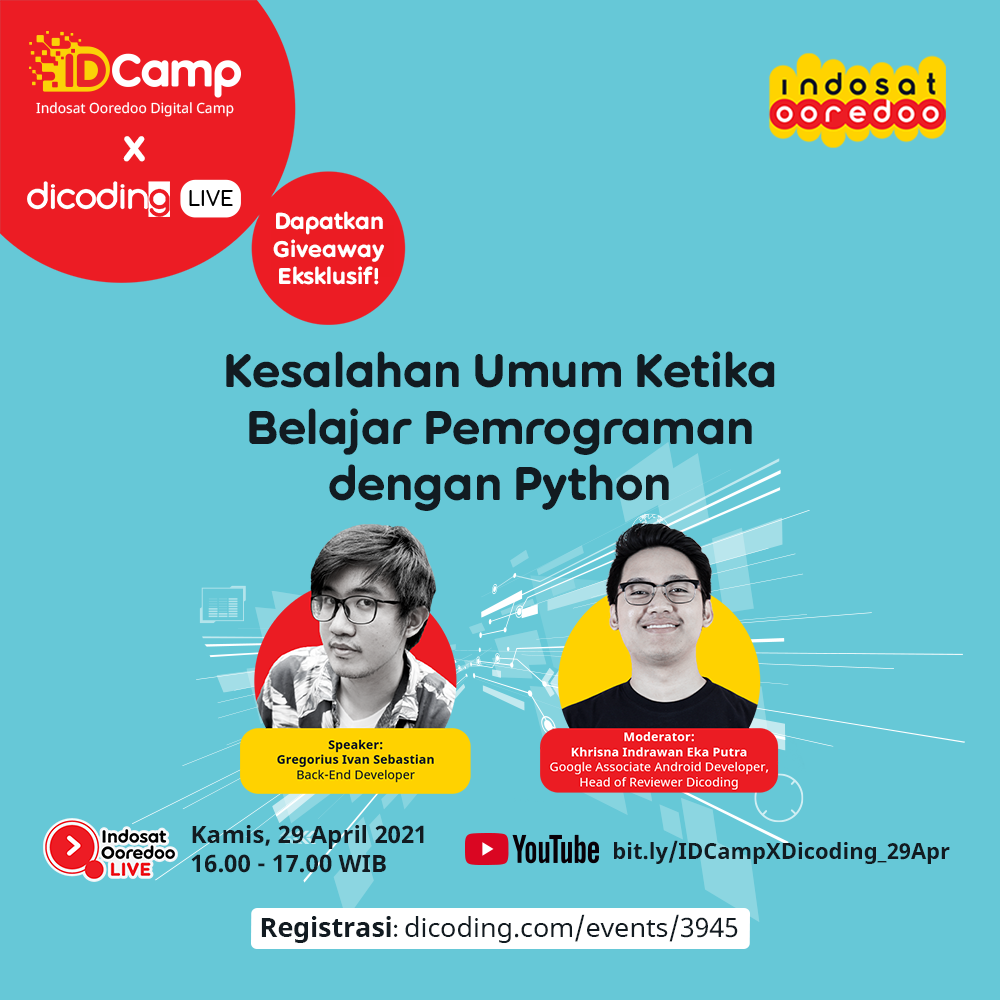 IDCamp
Indosat Ooredoo Digital Camp
X
dicoding LIVE
indosat
ooredoo
Dapatkan
Giveaway
Eksklusif!
Kesalahan Umum Ketika
Belajar Pemrograman
dengan Python
Speaker:
Gregorius Ivan Sebastian
Back-End Developer
Moderator:
Khrisna Indrawan Eka Putra
Google Associate Android Developer,
Head of Reviewer Dicoding
Indosat
Ooredoo
LIVE
Kamis, 29 April 2021
16.00 - 17.00 WIB
YouTube bit.ly/IDCampXDicoding_29Apr
Registrasi: dicoding.com/events/3945